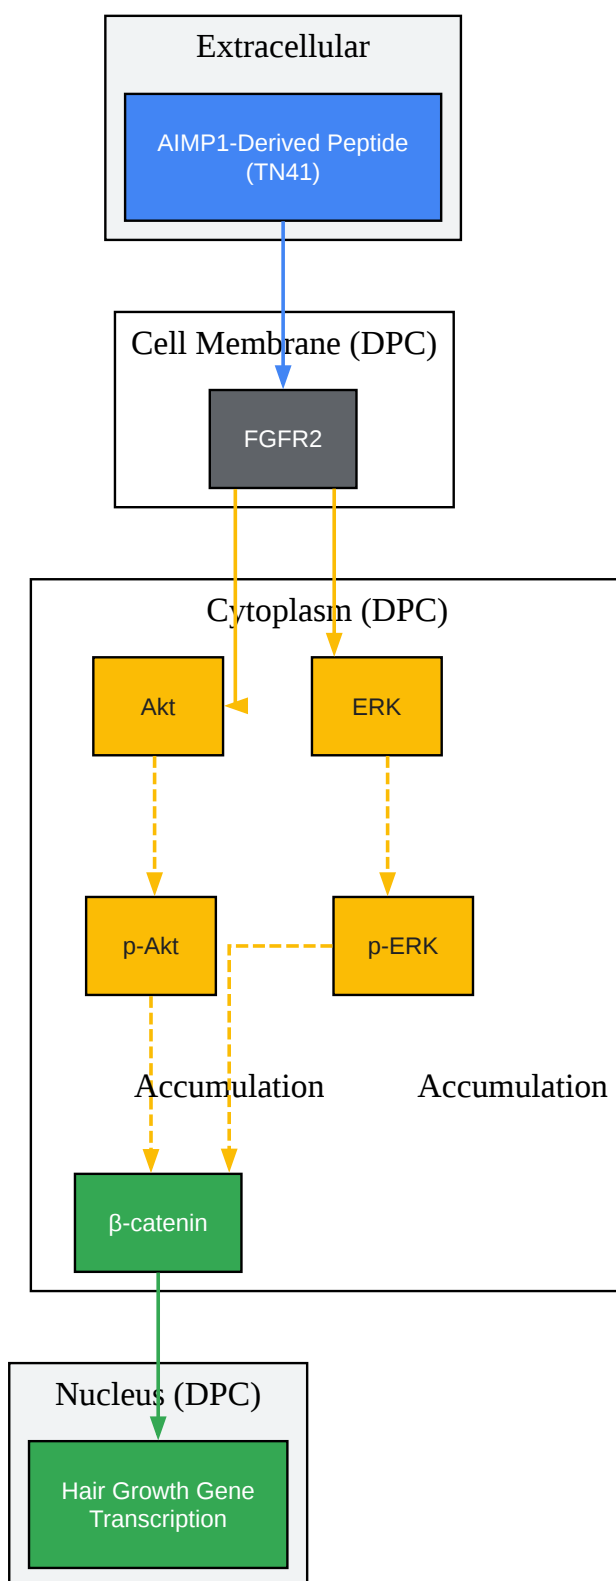 Extracellular
AIMP1-Derived Peptide
(TN41)
Cell Membrane (DPC)
FGFR2
Cytoplasm (DPC)
Akt
ERK
p-Akt
p-ERK
Accumulation
Accumulation
β-catenin
Nucleus (DPC)
Hair Growth Gene
Transcription